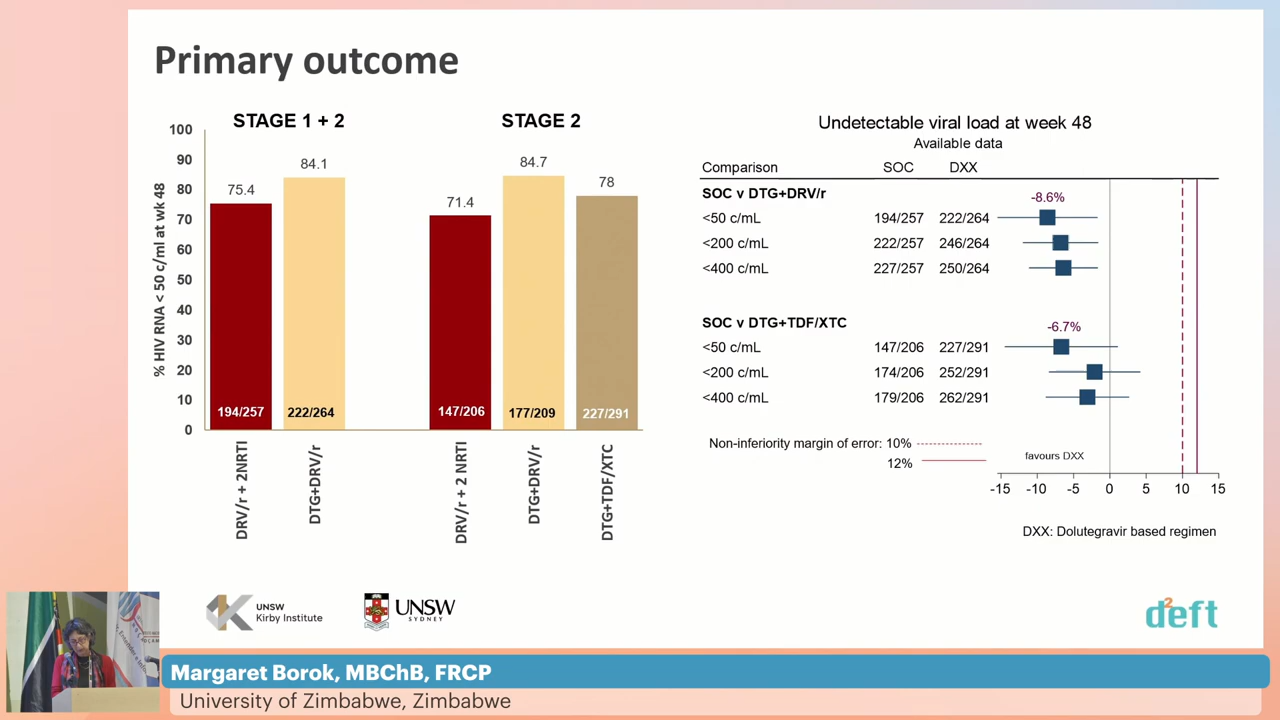 Primary outcome
STAGE 1 + 2
STAGE 2
% HIV RNA < 50 c/ml at wk 48
100
90
80
70
60
50
40
30
20
10
0
75.4
84.1
71.4
84.7
78
194/257
222/264
147/206
177/209
227/291
DRV/r + 2NRTI
DTG+DRV/r
DRV/r + 2 NRTI
DTG+DRV/r
DTG+TDF/XTC
Undetectable viral load at week 48
Available data
Comparison SOC DXX
SOC v DTG+DRV/r
-8.6%
<50 c/mL 194/257 222/264
<200 c/mL 222/257 246/264
<400 c/mL 227/257 250/264
SOC v DTG+TDF/XTC
-6.7%
<50 c/mL 147/206 227/291
<200 c/mL 174/206 252/291
<400 c/mL 179/206 262/291
Non-inferiority margin of error: 10%
12%
favours DXX
-15 -10 -5 0 5 10 15
DXX: Dolutegravir based regimen
UNSW
Kirby Institute
UNSW
SYDNEY
d2eft
Margaret Borok, MBChB, FRCP
University of Zimbabwe, Zimbabwe